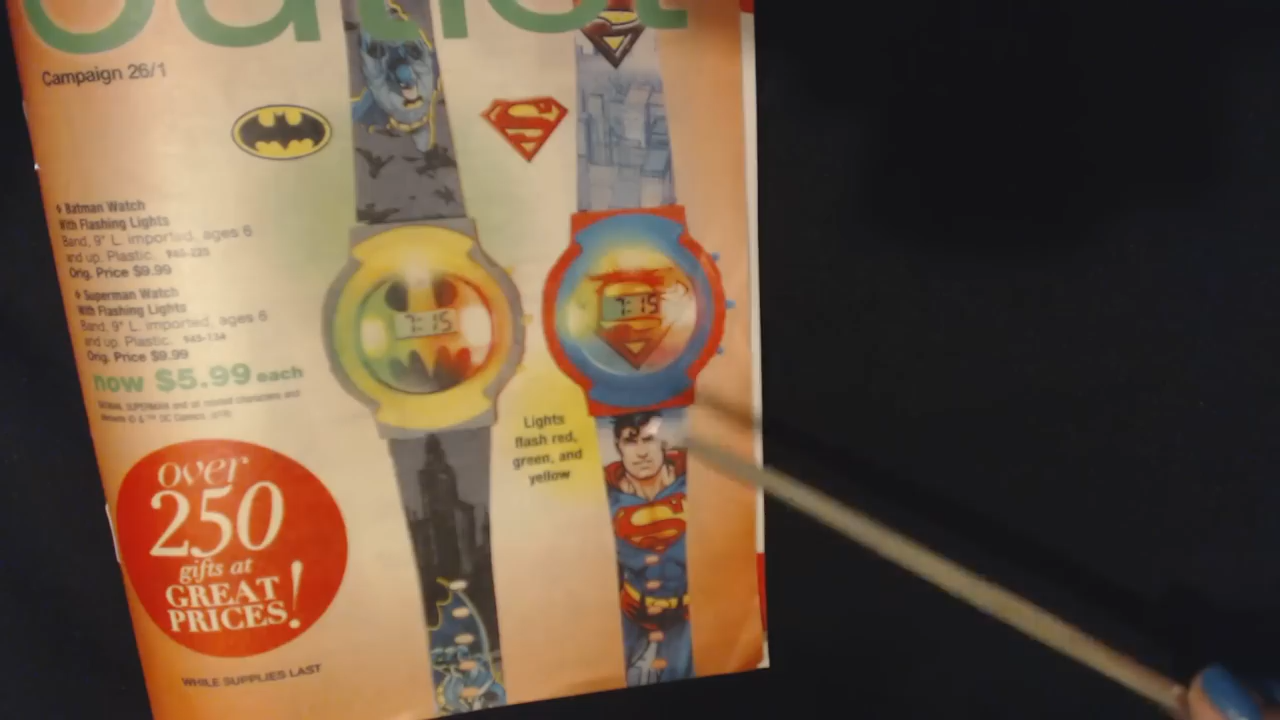 outlet
Campaign 26/1
Batman Watch
With Flashing Lights
Band, 9" L. imported, ages 6
and up. Plastic. 
Orig. Price $9.99
Superman Watch
With Flashing Lights
Band, 9" L. imported, ages 6
and up. Plastic. 
Orig. Price $9.99
now $5.99 each
7:15
7:15
Lights
flash red,
green, and
yellow
over
250
gifts at
GREAT
PRICES!
WHILE SUPPLIES LAST